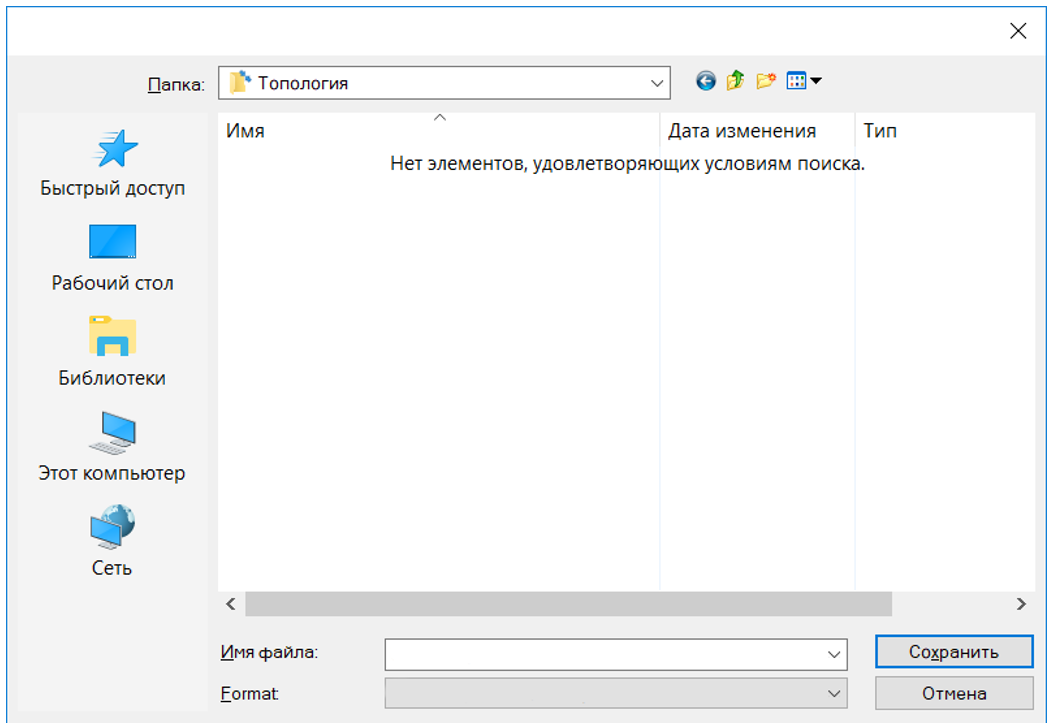 Папка:
Топология
Имя
Дата изменения
Тип
Нет элементов, удовлетворяющих условиям поиска.
Быстрый доступ
Рабочий стол
Библиотеки
Этот компьютер
Сеть
Имя файла:
Сохранить
Format:
Отмена